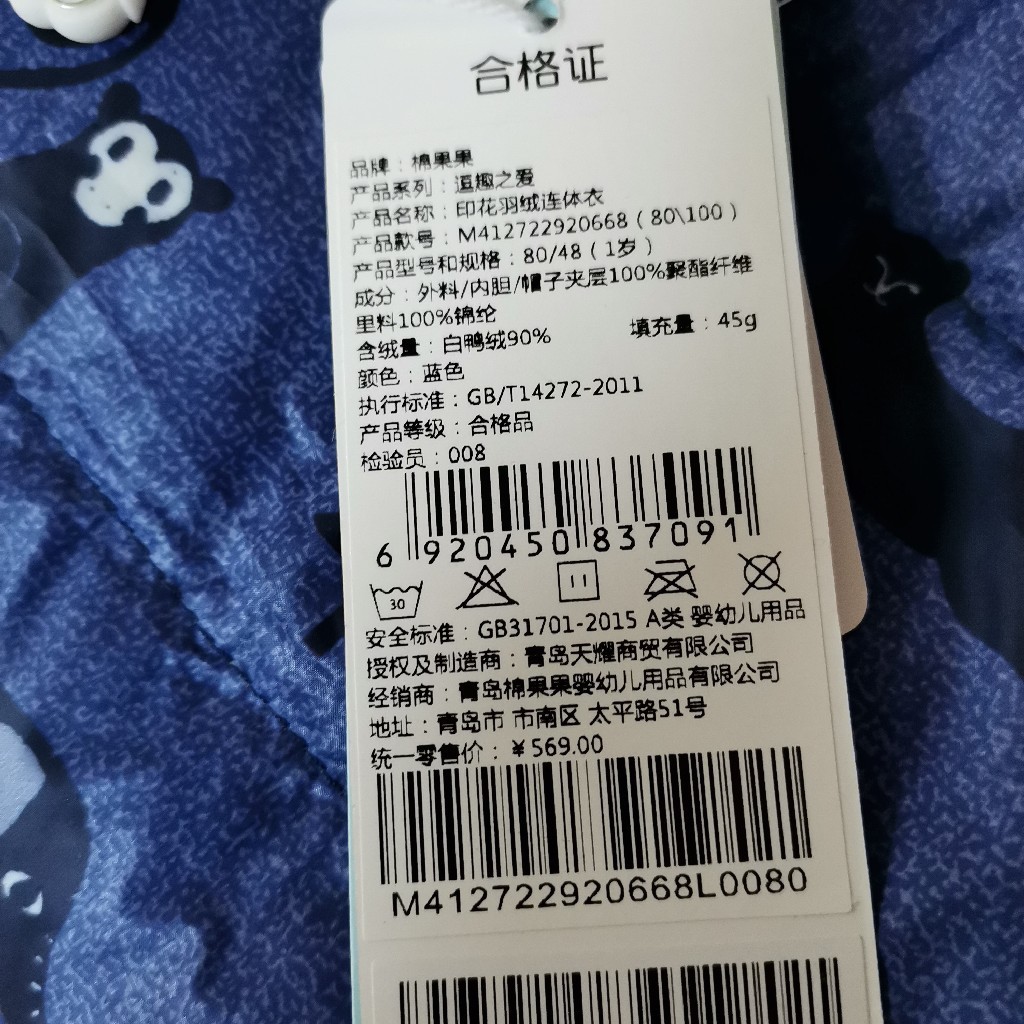 合格证
品牌：棉果果
产品系列：逗趣之爱
产品名称：印花羽绒连体衣
产品款号：M412722920668（80\100）
产品型号和规格：80/48（1岁）
成分：外料/内胆/帽子夹层100%聚酯纤维
里料100%锦纶
含绒量：白鸭绒90% 填充量：45g
颜色：蓝色
执行标准：GB/T14272-2011
产品等级：合格品
检验员：008
6 920450 837091
30
安全标准：GB31701-2015 A类 婴幼儿用品
授权及制造商：青岛天耀商贸有限公司
经销商：青岛棉果果婴幼儿用品有限公司
地址：青岛市 市南区 太平路51号
统一零售价：￥569.00
M412722920668L0080